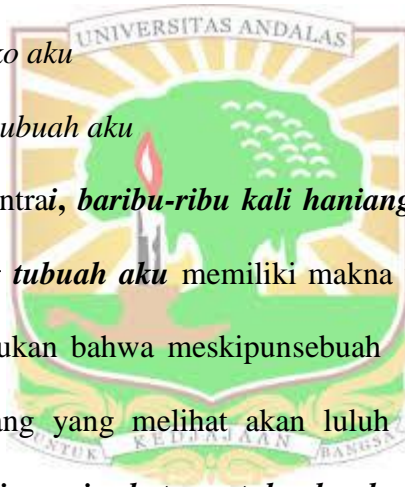 UNIVERSITAS ANDALAS
ko aku
ubuah aku
ntrai, baribu-ribu kali haniang
tubuah aku memiliki makna
ukan bahwa meskipunsebuah
ang yang melihat akan luluh
UNTUK KEDJAJAAN BANGSA